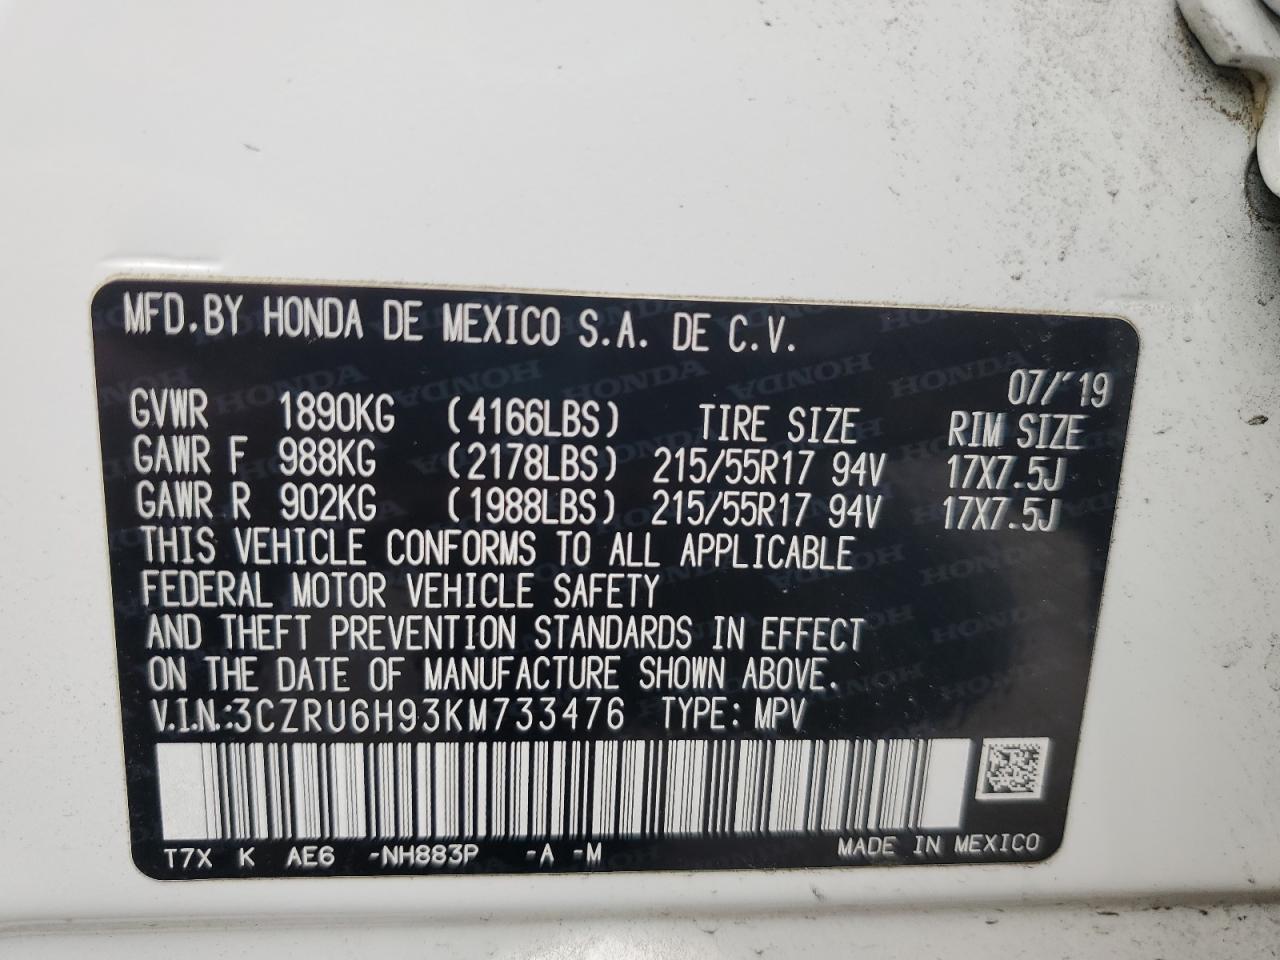 MFD.BY HONDA DE MEXICO S.A. DE C.V.
07/'19
GVWR 1890KG (4166LBS) TIRE SIZE RIM SIZE
GAWR F 988KG (2178LBS) 215/55R17 94V 17X7.5J
GAWR R 902KG (1988LBS) 215/55R17 94V 17X7.5J
THIS VEHICLE CONFORMS TO ALL APPLICABLE
FEDERAL MOTOR VEHICLE SAFETY
AND THEFT PREVENTION STANDARDS IN EFFECT
ON THE DATE OF MANUFACTURE SHOWN ABOVE.
V.I.N.:3CZRU6H93KM733476 TYPE: MPV
T7X K AE6 -NH883P -A -M MADE IN MEXICO